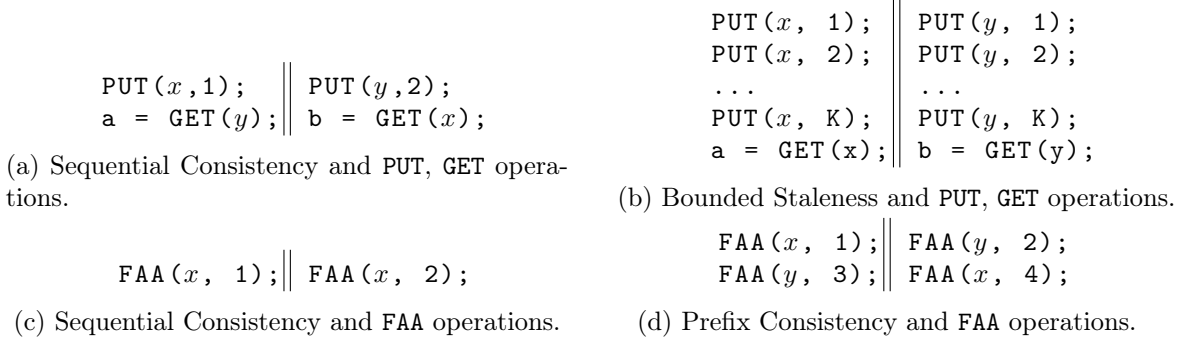 PUT(x,1); || PUT(y,2);
a = GET(y); || b = GET(x);
(a) Sequential Consistency and PUT, GET opera-
tions.
PUT(x, 1); || PUT(y, 1);
PUT(x, 2); || PUT(y, 2);
... || ...
PUT(x, K); || PUT(y, K);
a = GET(x); || b = GET(y);
(b) Bounded Staleness and PUT, GET operations.
FAA(x, 1); || FAA(x, 2);
(c) Sequential Consistency and FAA operations.
FAA(x, 1); || FAA(y, 2);
FAA(y, 3); || FAA(x, 4);
(d) Prefix Consistency and FAA operations.